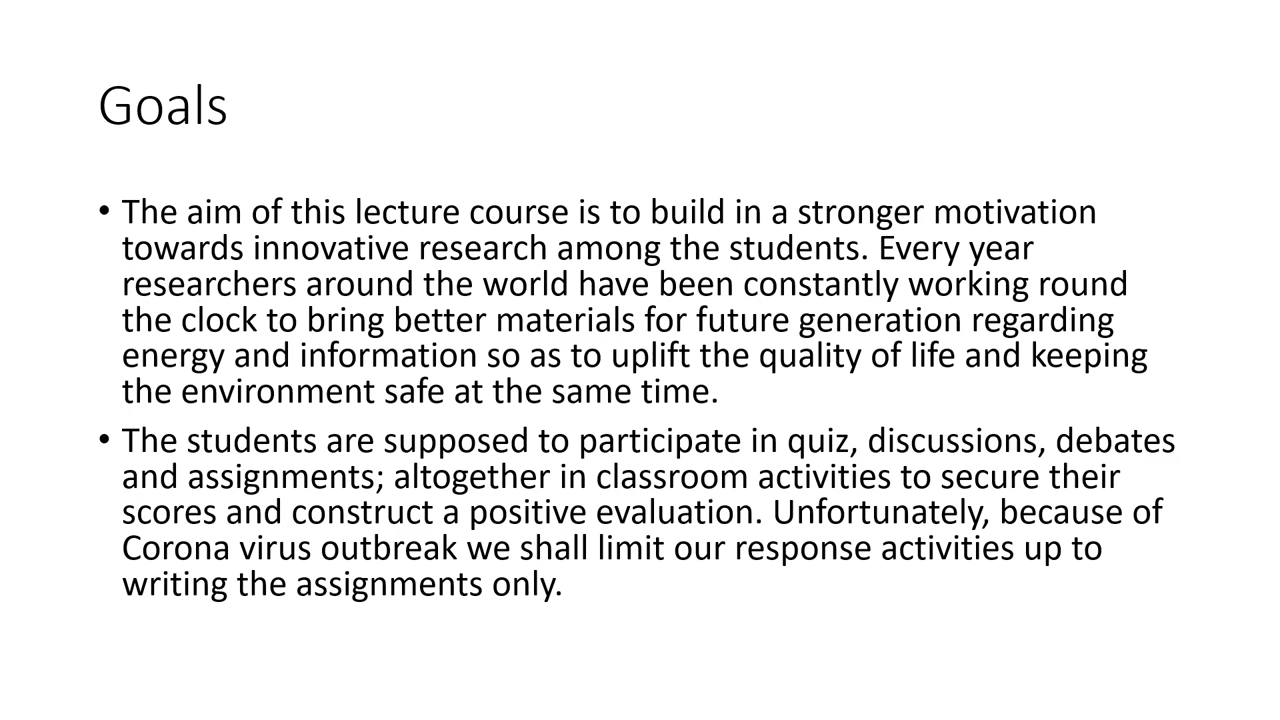 Goals
• The aim of this lecture course is to build in a stronger motivation
towards innovative research among the students. Every year
researchers around the world have been constantly working round
the clock to bring better materials for future generation regarding
energy and information so as to uplift the quality of life and keeping
the environment safe at the same time.
• The students are supposed to participate in quiz, discussions, debates
and assignments; altogether in classroom activities to secure their
scores and construct a positive evaluation. Unfortunately, because of
Corona virus outbreak we shall limit our response activities up to
writing the assignments only.